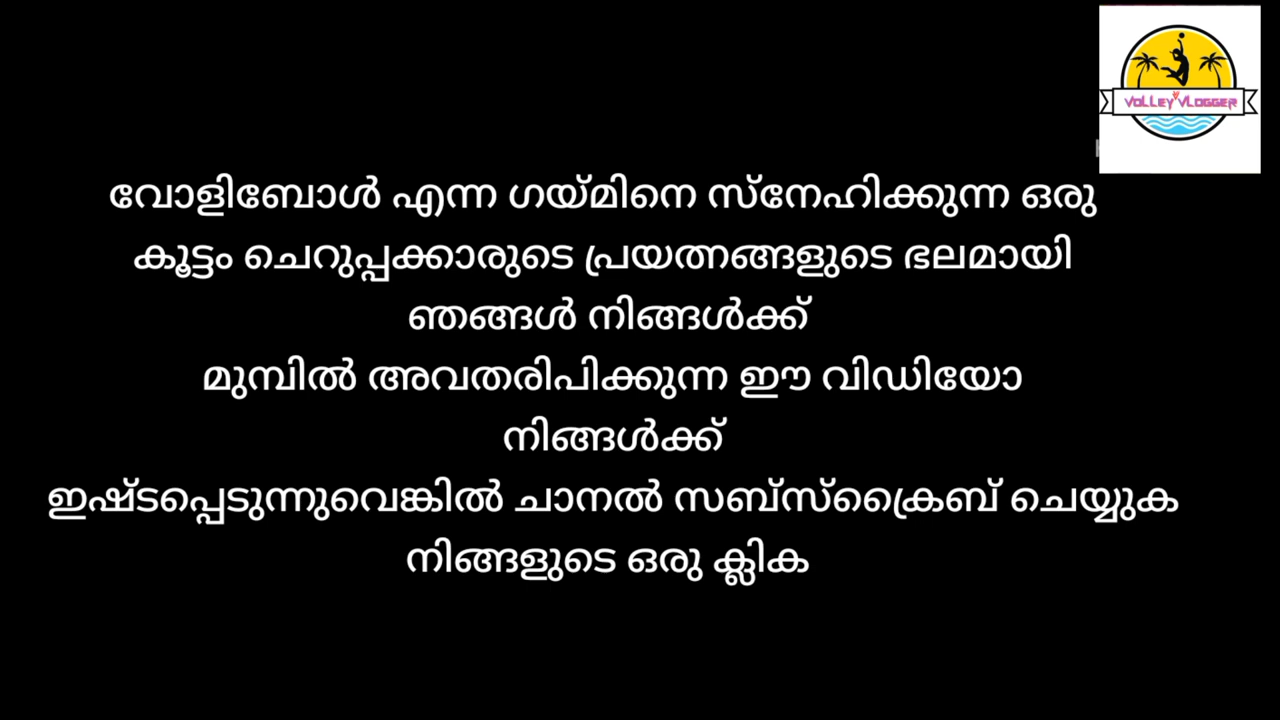 VOLLEY VLOGGER
വോളിബോൾ എന്ന ഗയ്മിനെ സ്നേഹിക്കുന്ന ഒരു
കൂട്ടം ചെറുപ്പക്കാരുടെ പ്രയത്നങ്ങളുടെ ഭലമായി
ഞങ്ങൾ നിങ്ങൾക്ക്
മുമ്പിൽ അവതരിപിക്കുന്ന ഈ വിഡിയോ
നിങ്ങൾക്ക്
ഇഷ്ടപ്പെടുന്നുവെങ്കിൽ ചാനൽ സബ്സ്ക്രൈബ് ചെയ്യുക
നിങ്ങളുടെ ഒരു ക്ലിക